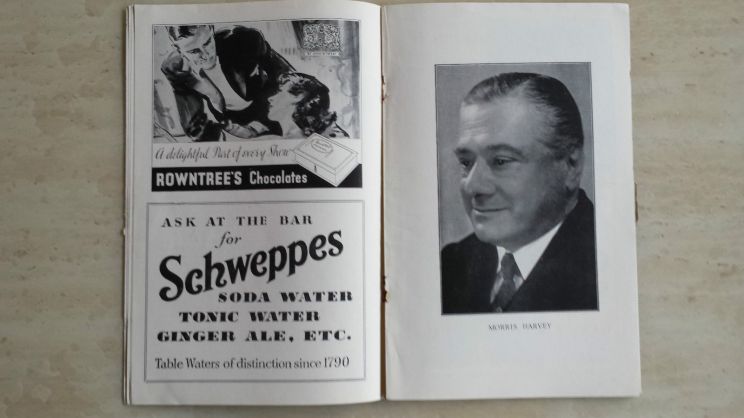 A delightful Part of every Show
ROWNTREE'S Chocolates
ASK AT THE BAR
for
Schweppes
SODA WATER
TONIC WATER
GINGER ALE, ETC.
Table Waters of distinction since 1790
MORRIS HARVEY